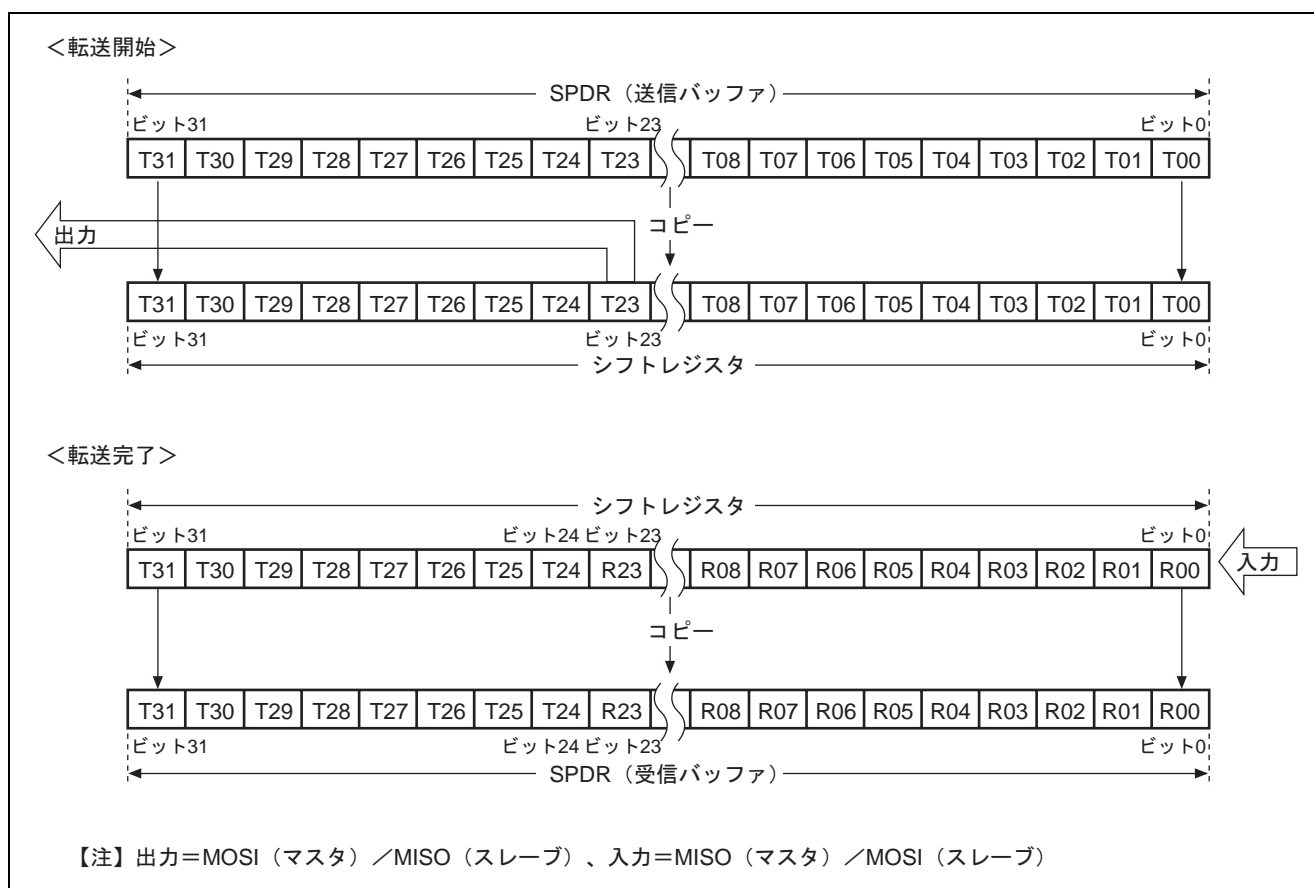 ＜転送開始＞
SPDR（送信バッファ）
ビット31 ビット23 ビット0
T31 T30 T29 T28 T27 T26 T25 T24 T23 T08 T07 T06 T05 T04 T03 T02 T01 T00
出力 コピー
T31 T30 T29 T28 T27 T26 T25 T24 T23 T08 T07 T06 T05 T04 T03 T02 T01 T00
ビット31 ビット23 ビット0
シフトレジスタ
＜転送完了＞
シフトレジスタ
ビット31 ビット24 ビット23 ビット0
T31 T30 T29 T28 T27 T26 T25 T24 R23 R08 R07 R06 R05 R04 R03 R02 R01 R00 入力
コピー
T31 T30 T29 T28 T27 T26 T25 T24 R23 R08 R07 R06 R05 R04 R03 R02 R01 R00
ビット31 ビット24 ビット23 ビット0
SPDR（受信バッファ）
【注】出力＝MOSI（マスタ）／MISO（スレーブ）、入力＝MISO（マスタ）／MOSI（スレーブ）